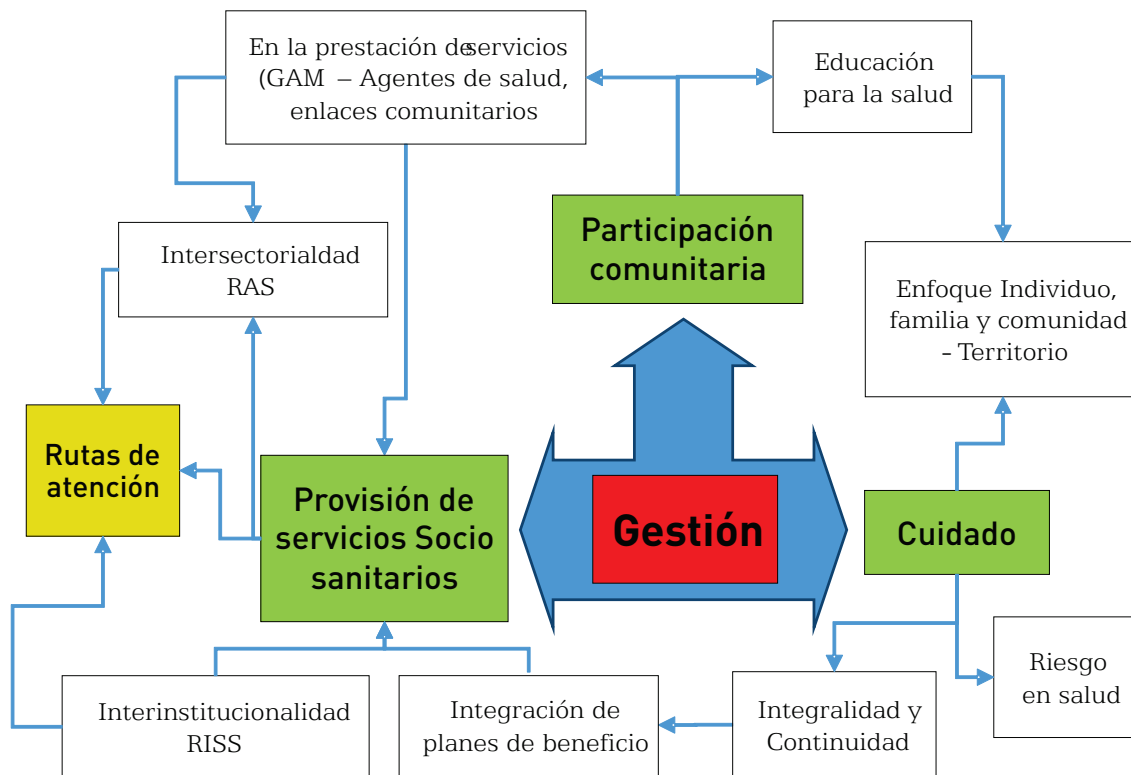 En la prestación de servicios
(GAM – Agentes de salud,
enlaces comunitarios
Educación
para la salud
Participación
comunitaria
Intersectorialdad
RAS
Enfoque Individuo,
familia y comunidad
- Territorio
Rutas de
atención
Provisión de
servicios Socio
sanitarios
Gestión
Cuidado
Interinstitucionalidad
RISS
Integración de
planes de beneficio
Integralidad y
Continuidad
Riesgo
en salud